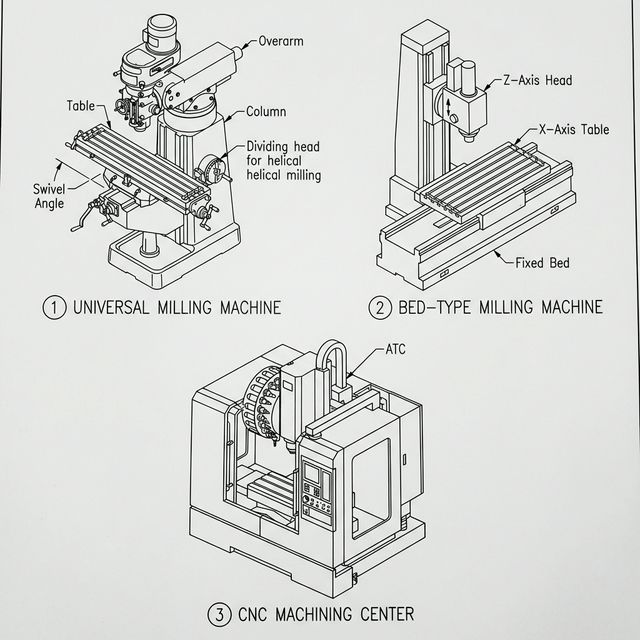 Overarm
Table
Column
Dividing head
for helical
helical milling
Swivel
Angle
1 UNIVERSAL MILLING MACHINE
Z-Axis Head
X-Axis Table
Fixed Bed
2 BED-TYPE MILLING MACHINE
ATC
3 CNC MACHINING CENTER